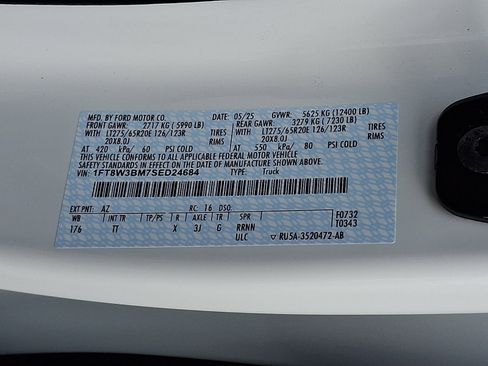 MFD. BY FORD MOTOR CO. DATE: 05/25 GVWR: 5625 KG (12400 LB)
FRONT GAWR: 2717 KG (5990 LB) REAR GAWR: 3279 KG (7230 LB)
WITH LT275/65R20E 126/123R TIRES WITH LT275/65R20E 126/123R TIRES
20X8.0J RIMS 20X8.0J RIMS
AT 420 kPa/ 60 PSI COLD AT 550 kPa/ 80 PSI COLD
THIS VEHICLE CONFORMS TO ALL APPLICABLE FEDERAL MOTOR VEHICLE
SAFETY STANDARDS IN EFFECT ON THE DATE OF MANUFACTURE SHOWN ABOVE.
VIN: 1FT8W3BM7SED24684 TYPE: Truck
EXT PNT: AZ RC: 16 DSO: F0732
WB INT TR TP/PS R AXLE TR SPR T0343
176 TT X 3J G RRNN
ULC ▽ RU5A-3520472-AB